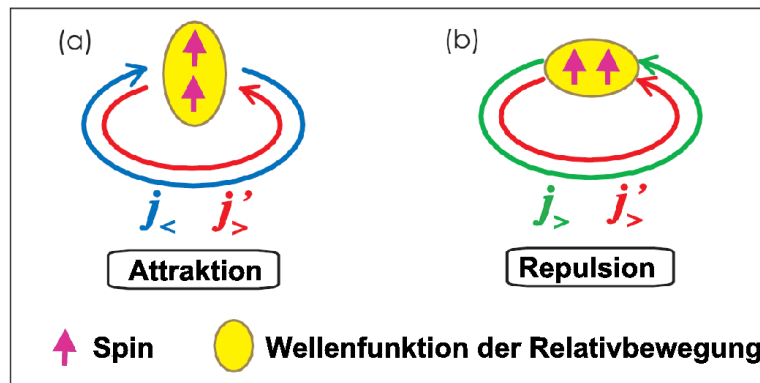 (a) (b)
j< j'> j> j'>
Attraktion Repulsion
Spin Wellenfunktion der Relativbewegung